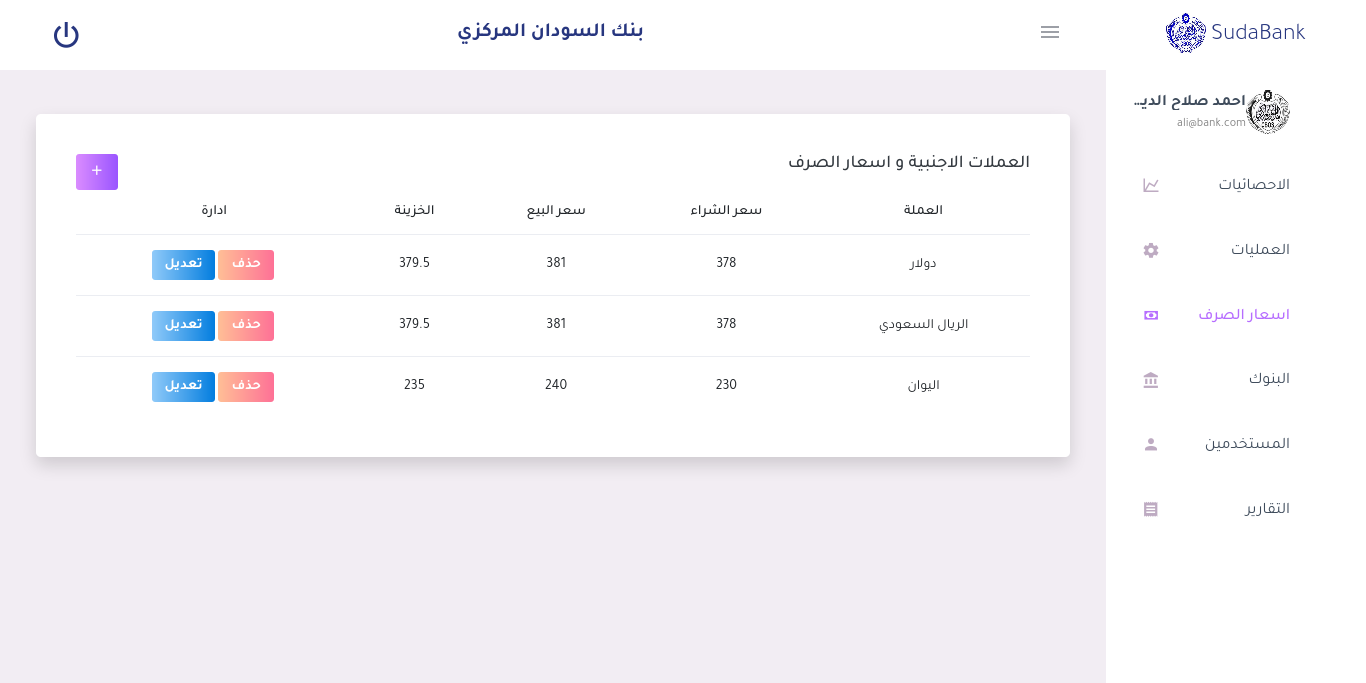 SudaBank
بنك السودان المركزي
احمد صلاح الديـ...
ali@bank.com
الاحصائيات
العمليات
اسعار الصرف
البنوك
المستخدمين
التقارير
العملات الاجنبية و اسعار الصرف
+
العملة سعر الشراء سعر البيع الخزينة ادارة
دولار 378 381 379.5 حذف تعديل
الريال السعودي 378 381 379.5 حذف تعديل
اليوان 230 240 235 حذف تعديل